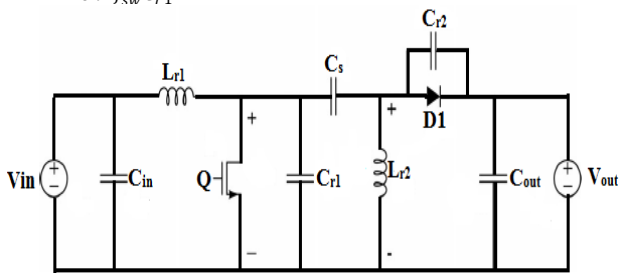 Cr2
Cs
Lr1
+
+
D1
Vin
+
−
Cin
Q
Cr1
Lr2
Cout
+
−
Vout
−
-